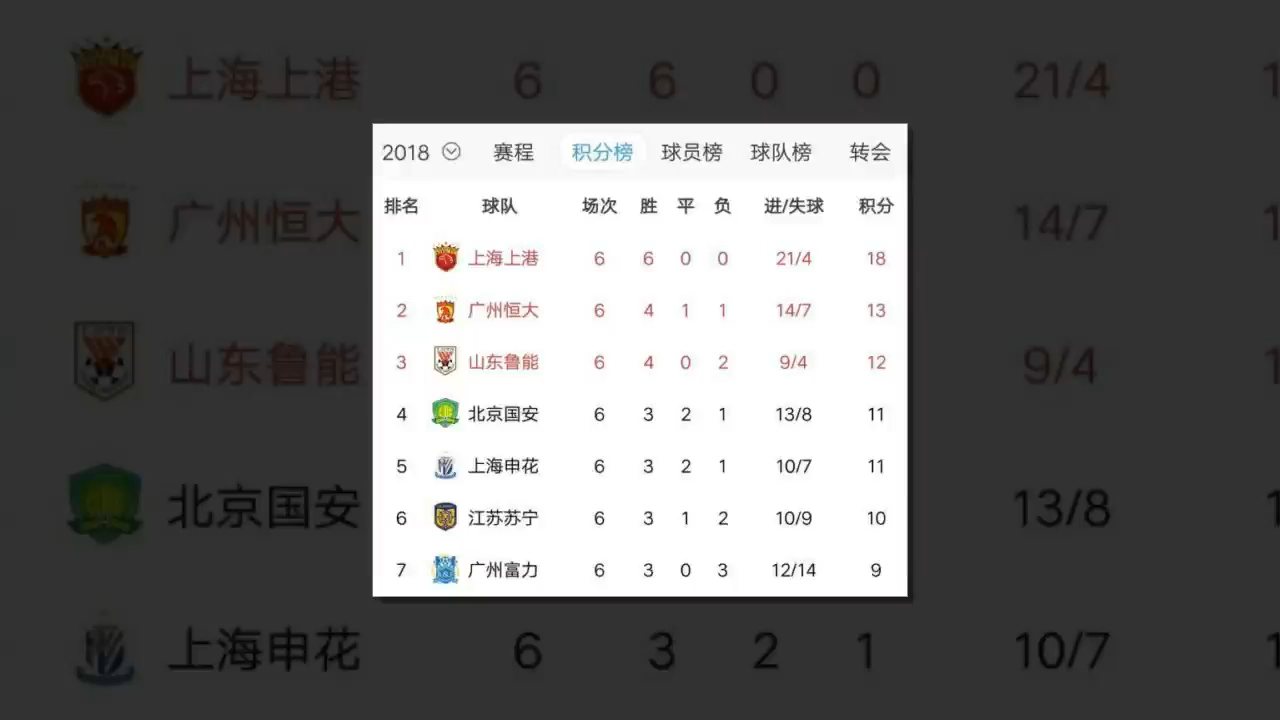 2018 赛程 积分榜 球员榜 球队榜 转会
排名 球队 场次 胜 平 负 进/失球 积分
1 上海上港 6 6 0 0 21/4 18
2 广州恒大 6 4 1 1 14/7 13
3 山东鲁能 6 4 0 2 9/4 12
4 北京国安 6 3 2 1 13/8 11
5 上海申花 6 3 2 1 10/7 11
6 江苏苏宁 6 3 1 2 10/9 10
7 广州富力 6 3 0 3 12/14 9
上海上港 6 6 0 0 21/4 1
广州恒大 14/7 1
山东鲁能 9/4 1
北京国安 13/8 1
上海申花 6 3 2 1 10/7 1